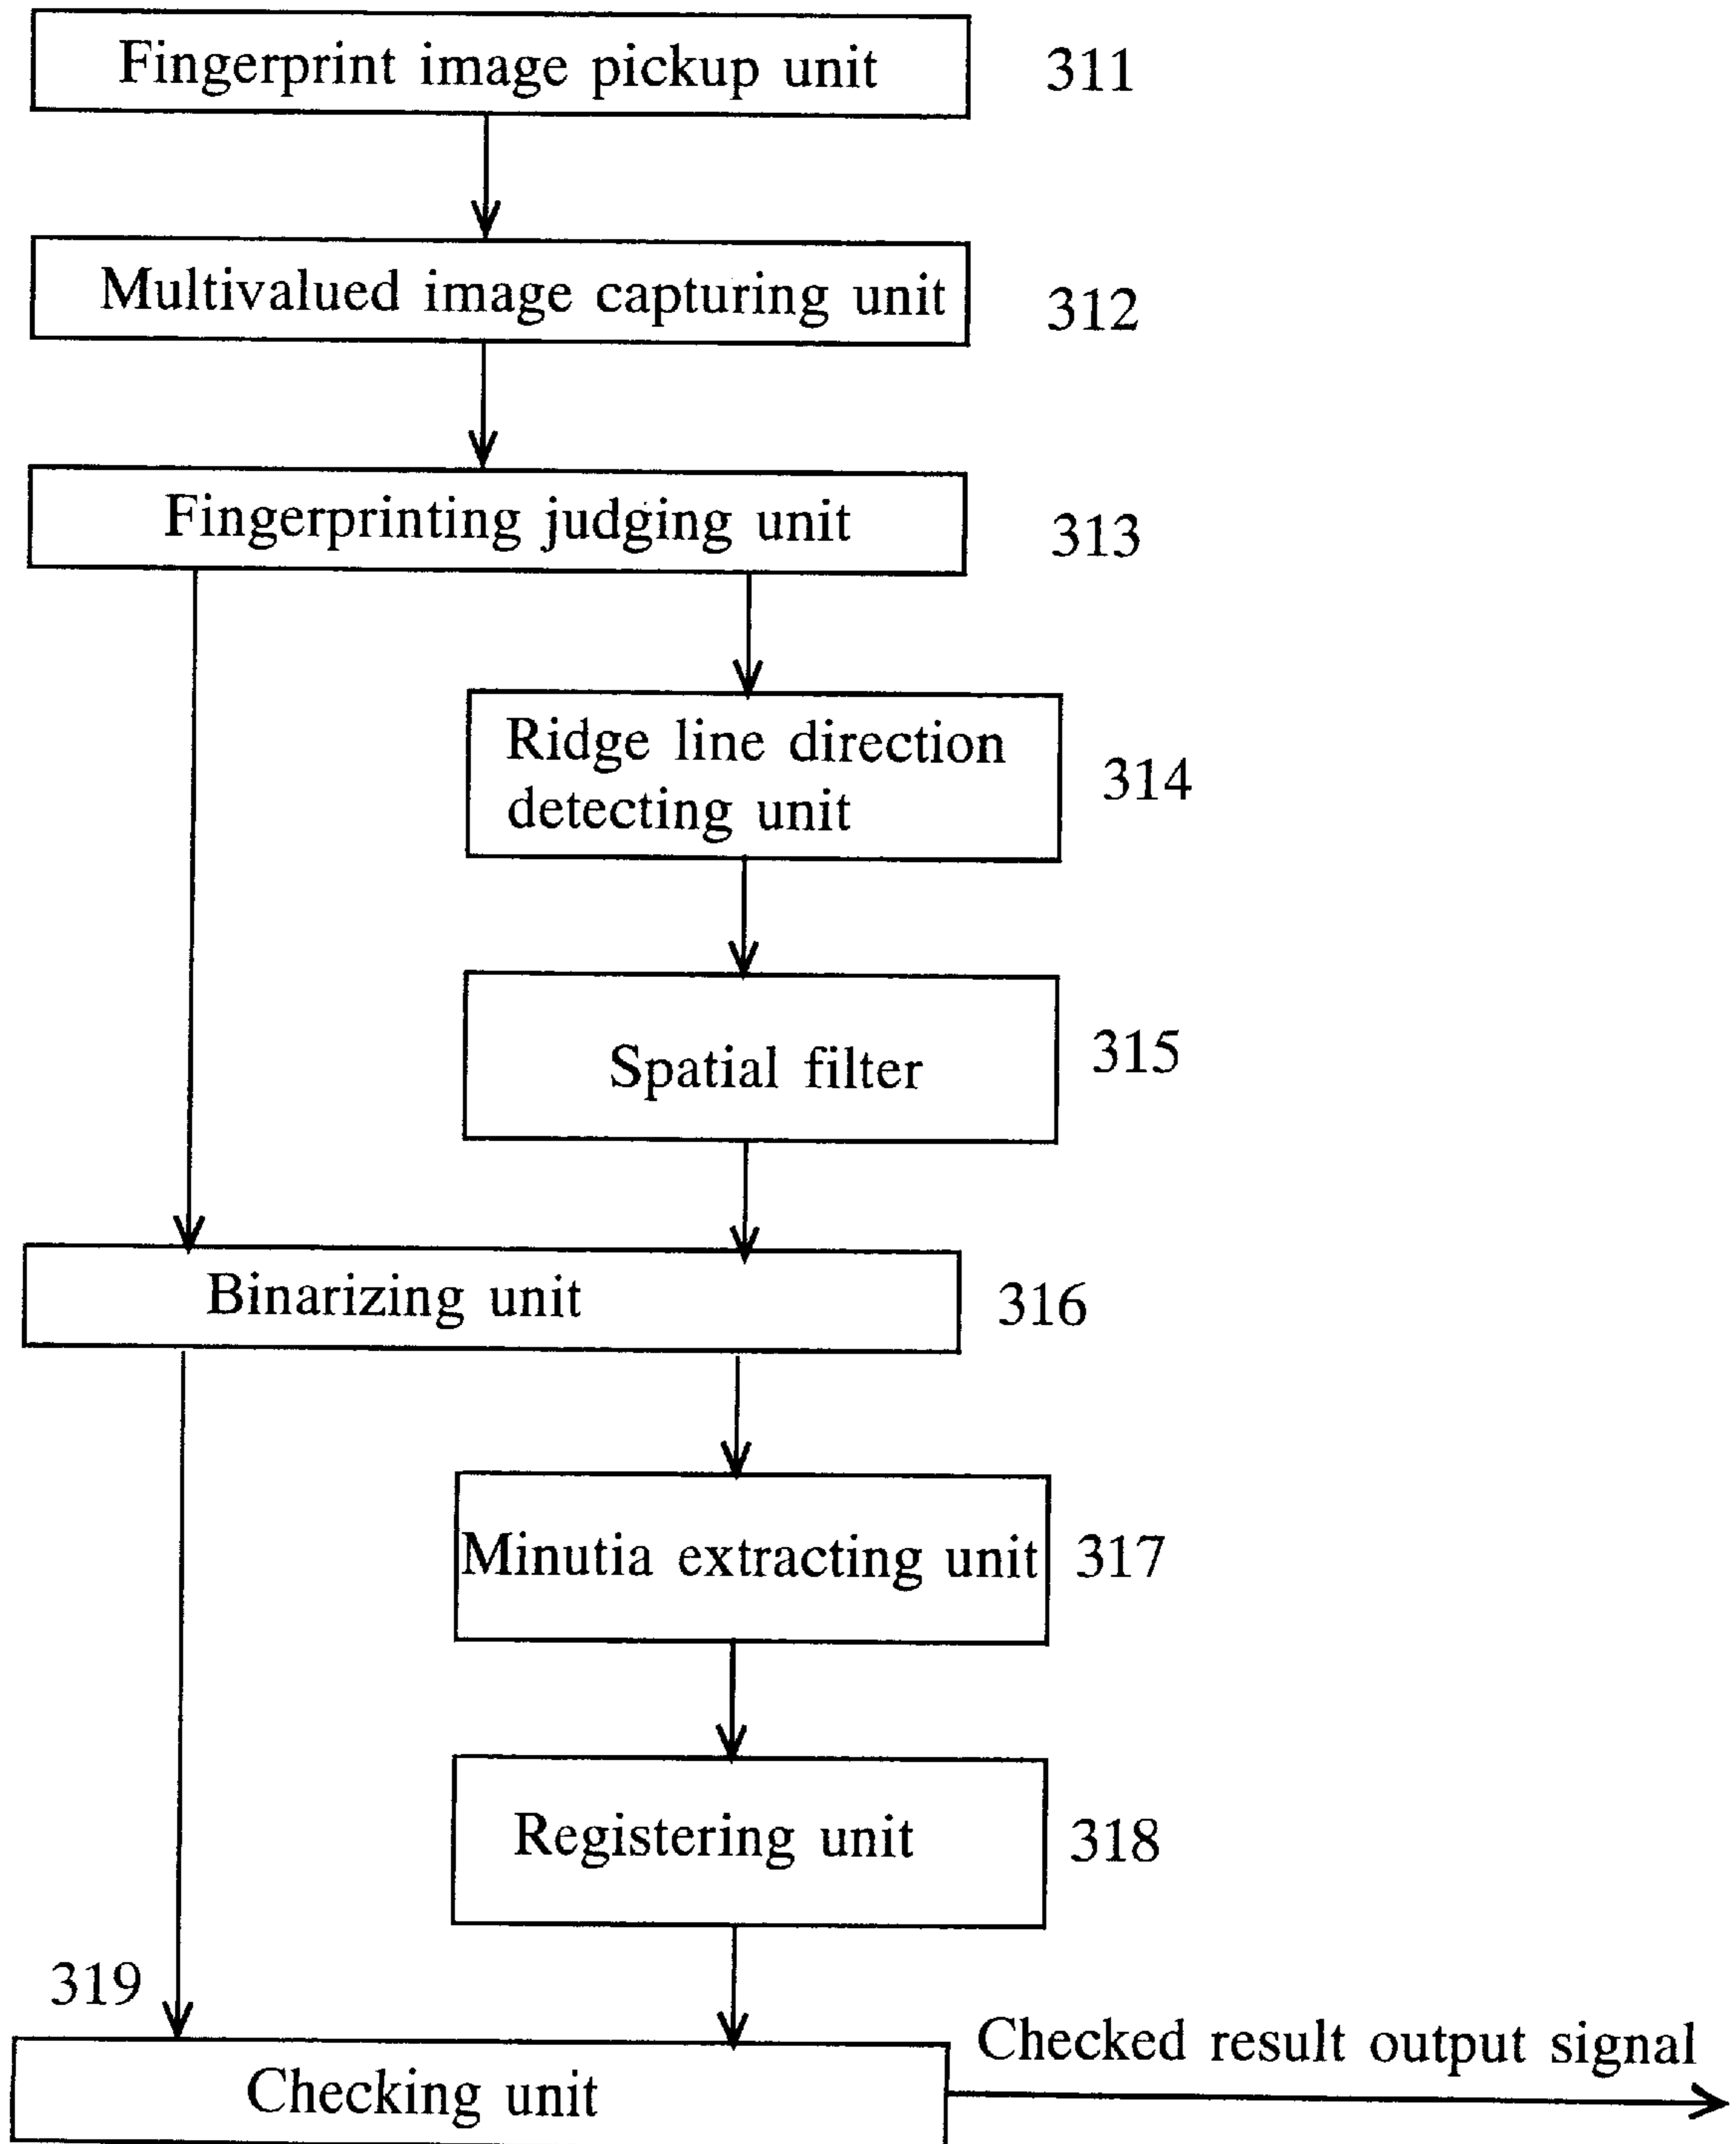 Fingerprint image pickup unit
311
Multivalued image capturing unit
312
Fingerprinting judging unit
313
Ridge line direction
detecting unit
314
Spatial filter
315
Binarizing unit
316
Minutia extracting unit
317
Registering unit
318
319
Checking unit
Checked result output signal